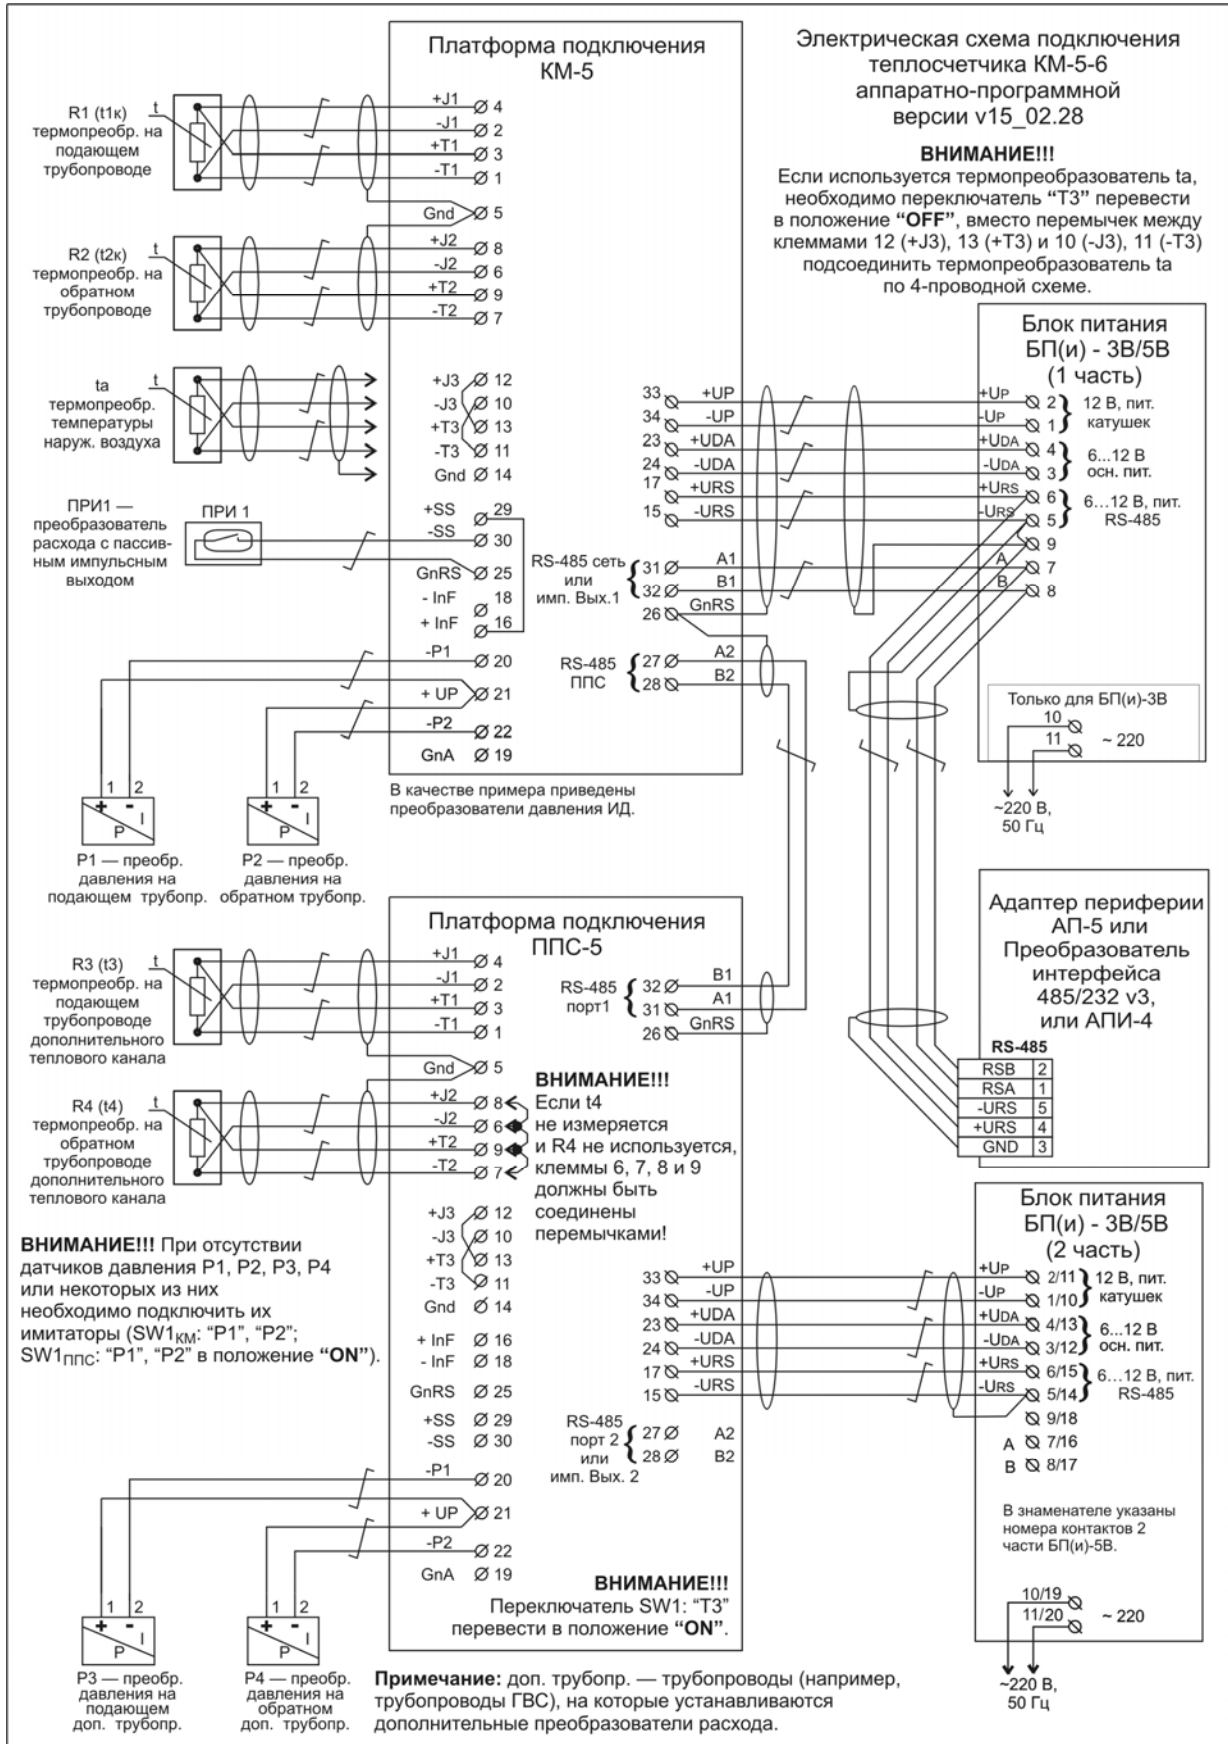 Платформа подключения
КМ-5
Электрическая схема подключения
теплосчетчика КМ-5-6
аппаратно-программной
версии v15_02.28
ВНИМАНИЕ!!!
Если используется термопреобразователь ta,
необходимо переключатель “T3” перевести
в положение “OFF”, вместо перемычек между
клеммами 12 (+J3), 13 (+T3) и 10 (-J3), 11 (-T3)
подсоединить термопреобразователь ta
по 4-проводной схеме.
R1 (t1к)
термопреобр. на
подающем
трубопроводе
t
+J1 4
-J1 2
+T1 3
-T1 1
Gnd 5
R2 (t2к)
термопреобр. на
обратном
трубопроводе
t
+J2 8
-J2 6
+T2 9
-T2 7
ta
термопреобр.
температуры
наруж. воздуха
t
+J3 12
-J3 10
+T3 13
-T3 11
Gnd 14
ПРИ1 —
преобразователь
расхода с пассив-
ным импульсным
выходом
ПРИ 1
+SS 29
-SS 30
GnRS 25
- InF 18
+ InF 16
-P1 20
+ UP 21
-P2 22
GnA 19
33 +UP
34 -UP
23 +UDA
24 -UDA
17 +URS
15 -URS
RS-485 сеть
или
имп. Вых.1
31 A1
32 B1
26 GnRS
RS-485
ППС
27 A2
28 B2
Блок питания
БП(и) - 3В/5В
(1 часть)
+UP 2
-UP 1
12 В, пит.
катушек
+UDA 4
-UDA 3
6...12 В
осн. пит.
+URS 6
-URS 5
6...12 В, пит.
RS-485
9
A 7
B 8
Только для БП(и)-3В
10
11
~ 220
~220 В,
50 Гц
1 2
+ -
P I
P1 — преобр.
давления на
подающем трубопр.
1 2
+ -
P I
P2 — преобр.
давления на
обратном трубопр.
В качестве примера приведены
преобразователи давления ИД.
Платформа подключения
ППС-5
R3 (t3)
термопреобр. на
подающем
трубопроводе
дополнительного
теплового канала
t
+J1 4
-J1 2
+T1 3
-T1 1
Gnd 5
R4 (t4)
термопреобр. на
обратном
трубопроводе
дополнительного
теплового канала
t
+J2 8
-J2 6
+T2 9
-T2 7
RS-485
порт1
32 B1
31 A1
26 GnRS
ВНИМАНИЕ!!!
Если t4
не измеряется
и R4 не используется,
клеммы 6, 7, 8 и 9
должны быть
соединены
перемычками!
+J3 12
-J3 10
+T3 13
-T3 11
Gnd 14
+ InF 16
- InF 18
GnRS 25
+SS 29
-SS 30
-P1 20
+ UP 21
-P2 22
GnA 19
33 +UP
34 -UP
23 +UDA
24 -UDA
17 +URS
15 -URS
RS-485
порт 2
или
имп. Вых. 2
27 A2
28 B2
ВНИМАНИЕ!!!
Переключатель SW1: “T3”
перевести в положение “ON”.
Адаптер периферии
АП-5 или
Преобразователь
интерфейса
485/232 v3,
или АПИ-4
RS-485
RSB 2
RSA 1
-URS 5
+URS 4
GND 3
Блок питания
БП(и) - 3В/5В
(2 часть)
+UP 2/11
-UP 1/10
12 В, пит.
катушек
+UDA 4/13
-UDA 3/12
6...12 В
осн. пит.
+URS 6/15
-URS 5/14
6...12 В, пит.
RS-485
9/18
A 7/16
B 8/17
В знаменателе указаны
номера контактов 2
части БП(и)-5В.
10/19
11/20
~ 220
~220 В,
50 Гц
ВНИМАНИЕ!!! При отсутствии
датчиков давления P1, P2, P3, P4
или некоторых из них
необходимо подключить их
имитаторы (SW1КМ: “P1”, “P2”;
SW1ППС: “P1”, “P2” в положение “ON”).
1 2
+ -
P I
P3 — преобр.
давления на
подающем
доп. трубопр.
1 2
+ -
P I
P4 — преобр.
давления на
обратном
доп. трубопр.
Примечание: доп. трубопр. — трубопроводы (например,
трубопроводы ГВС), на которые устанавливаются
дополнительные преобразователи расхода.